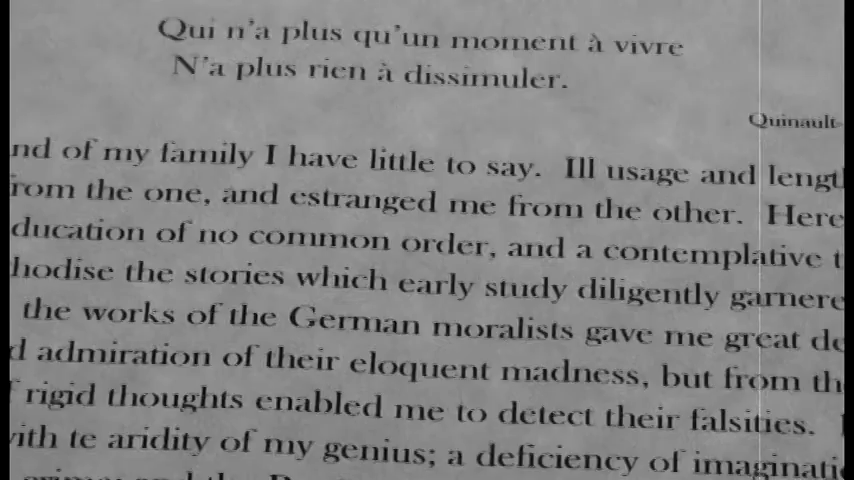 Qui n'a plus qu'un moment à vivre
N'a plus rien à dissimuler.
Quinault
nd of my family I have little to say. Ill usage and lengt
rom the one, and estranged me from the other. Here
ducation of no common order, and a contemplative t
hodise the stories which early study diligently garnere
the works of the German moralists gave me great de
d admiration of their eloquent madness, but from th
f rigid thoughts enabled me to detect their falsities.
vith te aridity of my genius; a deficiency of imaginati